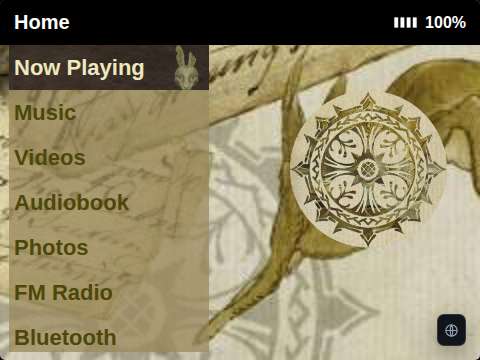 Home
100%
Now Playing
Music
Videos
Audiobook
Photos
FM Radio
Bluetooth